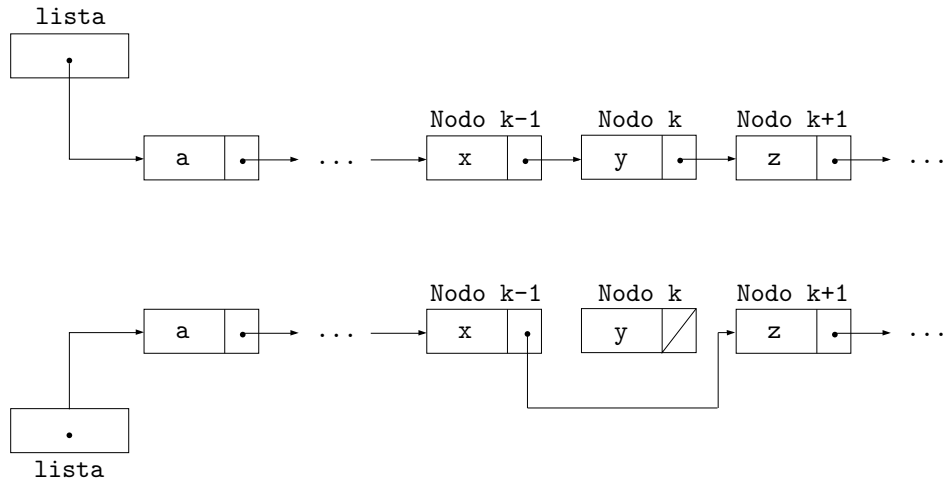 lista
Nodo k-1 Nodo k Nodo k+1
a ... x y z ...
Nodo k-1 Nodo k Nodo k+1
a ... x y z ...
lista